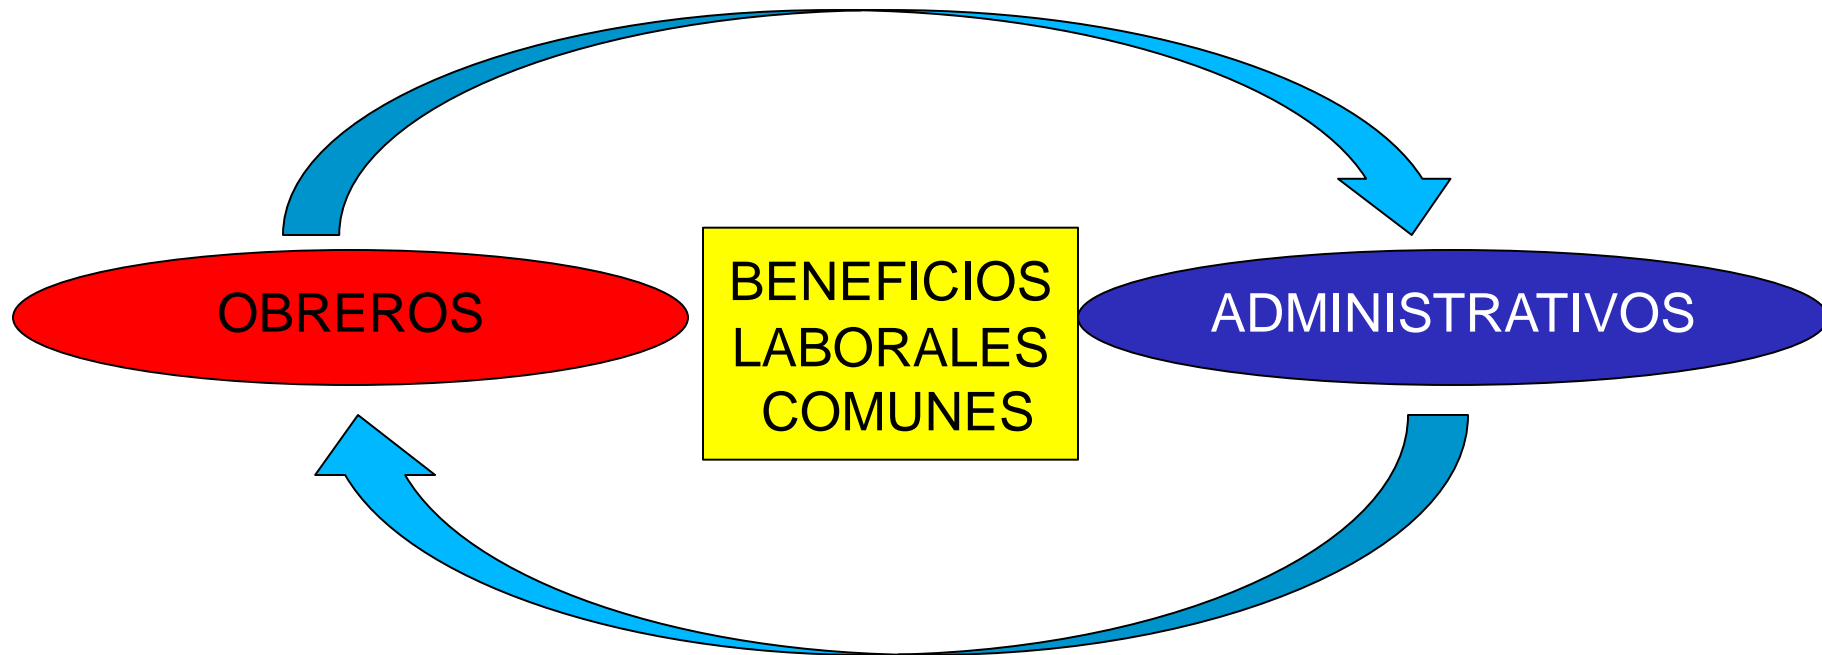 OBREROS
BENEFICIOS
LABORALES
COMUNES
ADMINISTRATIVOS